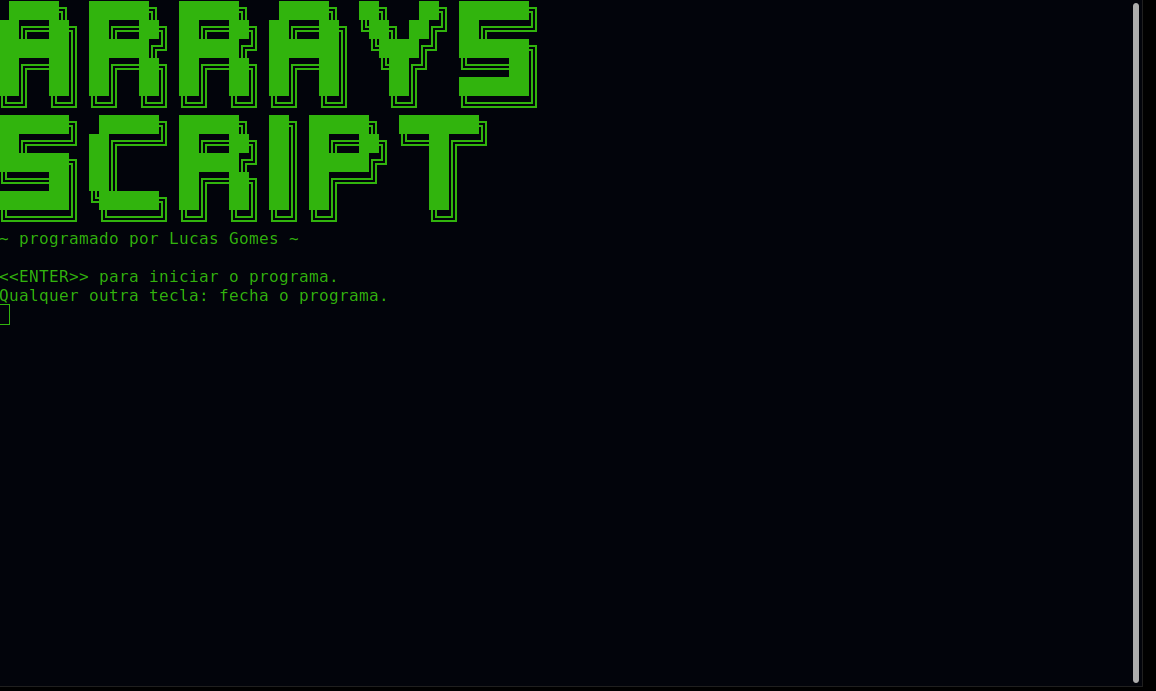 ARRAYS
SCRIPT
~ programado por Lucas Gomes ~
<<ENTER>> para iniciar o programa.
Qualquer outra tecla: fecha o programa.